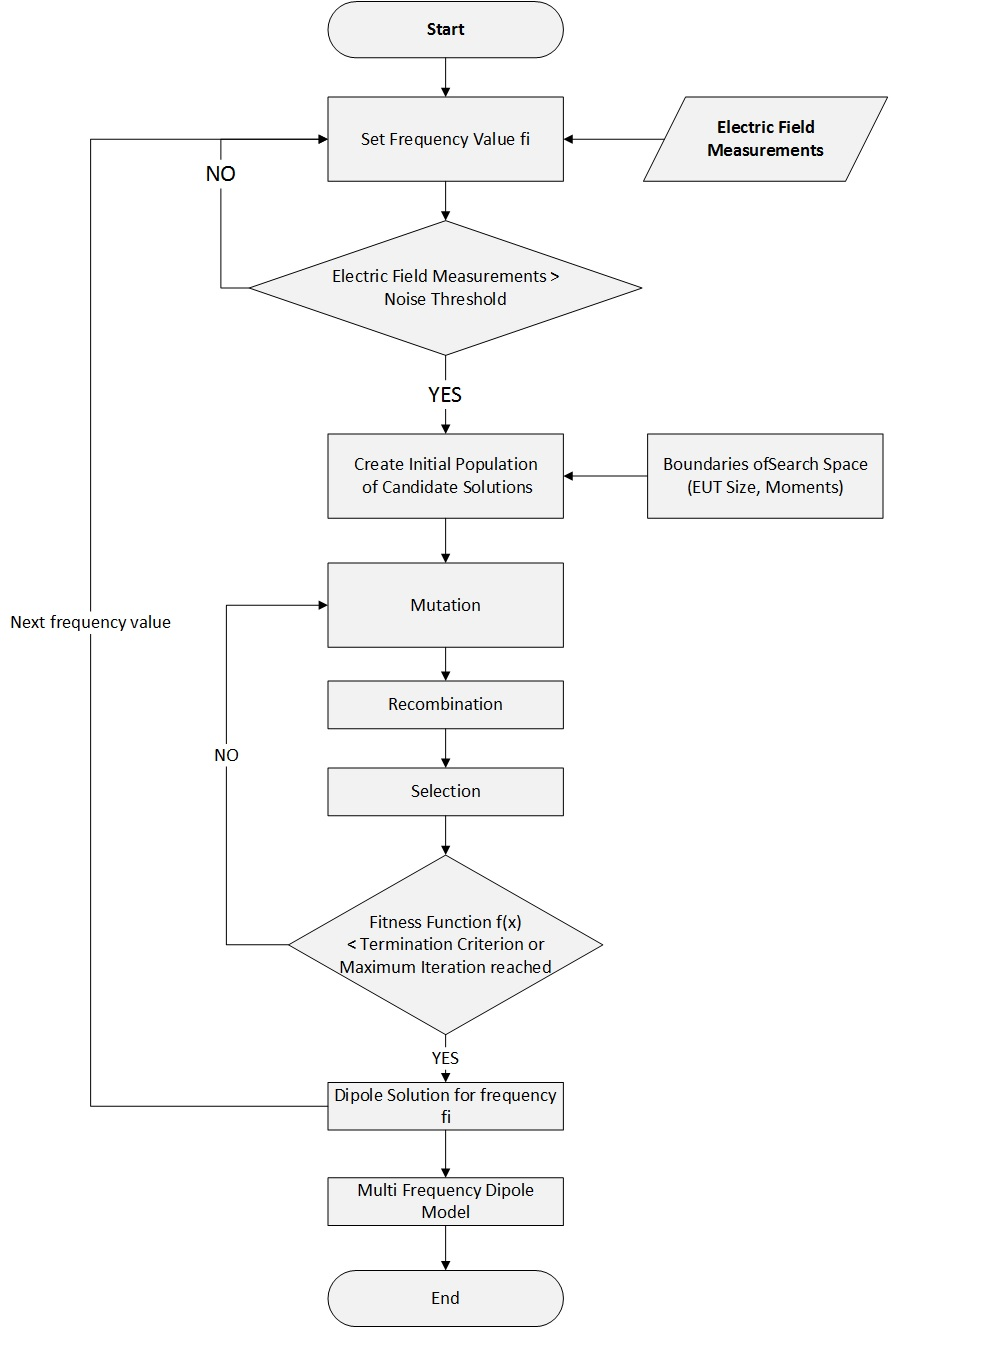 Start
Set Frequency Value fi
Electric Field
Measurements
NO
Electric Field Measurements >
Noise Threshold
YES
Create Initial Population
of Candidate Solutions
Boundaries ofSearch Space
(EUT Size, Moments)
Mutation
Next frequency value
Recombination
NO
Selection
Fitness Function f(x)
< Termination Criterion or
Maximum Iteration reached
YES
Dipole Solution for frequency
fi
Multi Frequency Dipole
Model
End